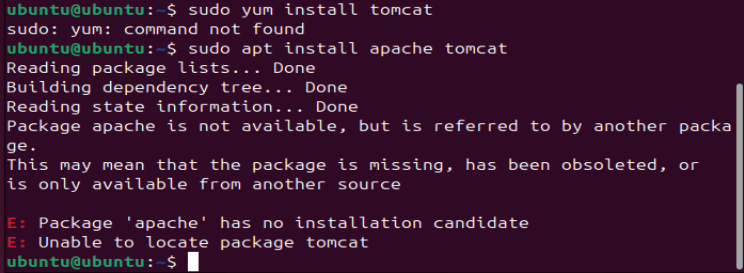 ubuntu@ubuntu:~$ sudo yum install tomcat
sudo: yum: command not found
ubuntu@ubuntu:~$ sudo apt install apache tomcat
Reading package lists... Done
Building dependency tree... Done
Reading state information... Done
Package apache is not available, but is referred to by another packa
ge.
This may mean that the package is missing, has been obsoleted, or
is only available from another source

E: Package 'apache' has no installation candidate
E: Unable to locate package tomcat
ubuntu@ubuntu:~$